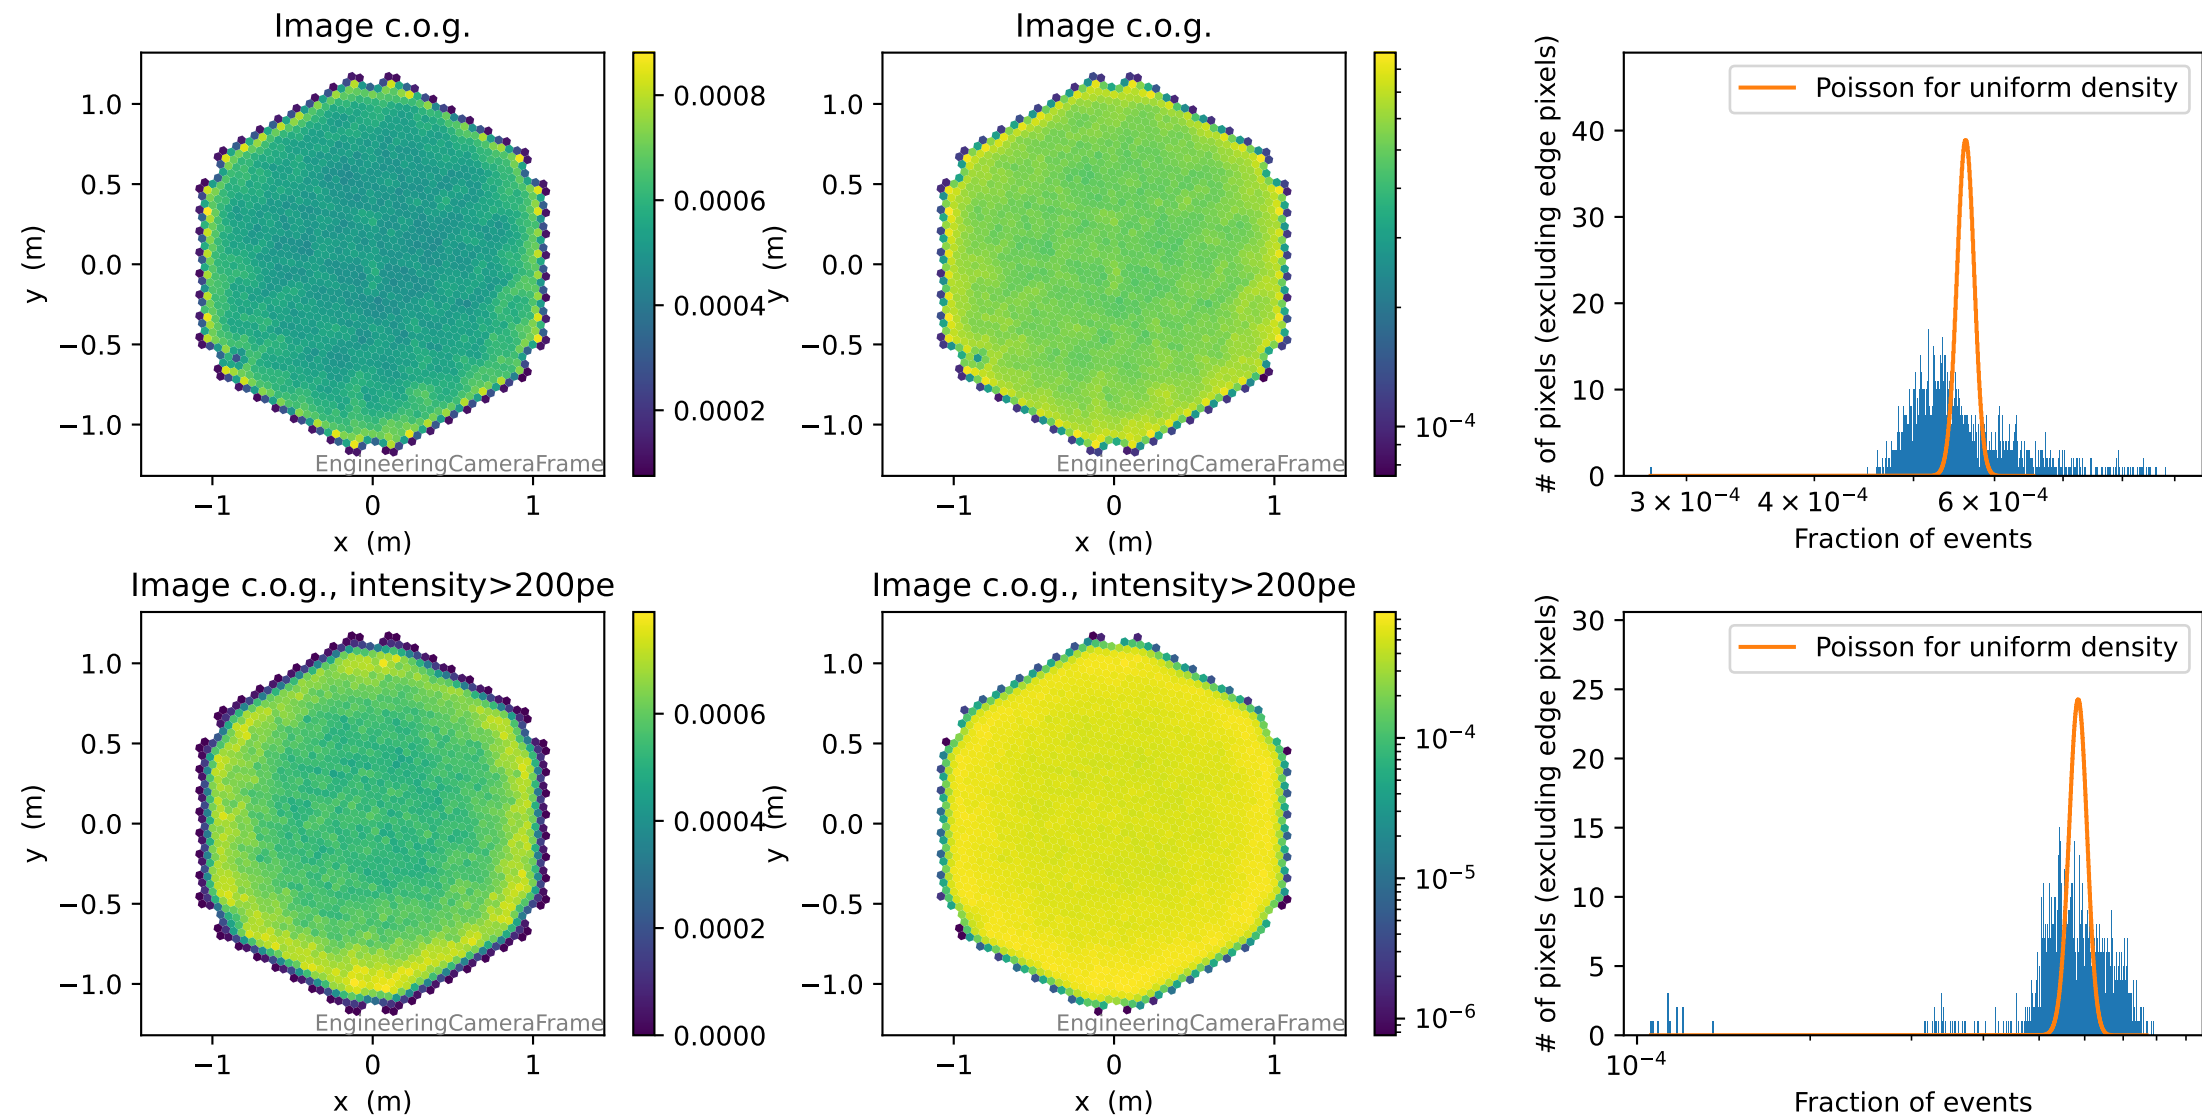 Image c.o.g.
1.0
0.5
0.0
−0.5
−1.0
y (m)
−1 0 1
x (m)
EngineeringCameraFrame
0.0008
0.0006
0.0004
0.0002
Image c.o.g.
1.0
0.5
0.0
−0.5
−1.0
y (m)
−1 0 1
x (m)
EngineeringCameraFrame
10⁻⁴
# of pixels (excluding edge pixels)
40
30
20
10
0
Poisson for uniform density
3 × 10⁻⁴ 4 × 10⁻⁴ 6 × 10⁻⁴
Fraction of events
Image c.o.g., intensity>200pe
1.0
0.5
0.0
−0.5
−1.0
y (m)
−1 0 1
x (m)
EngineeringCameraFrame
0.0006
0.0004
0.0002
0.0000
Image c.o.g., intensity>200pe
1.0
0.5
0.0
−0.5
−1.0
y (m)
−1 0 1
x (m)
EngineeringCameraFrame
10⁻⁴
10⁻⁵
10⁻⁶
# of pixels (excluding edge pixels)
30
25
20
15
10
5
0
Poisson for uniform density
10⁻⁴
Fraction of events